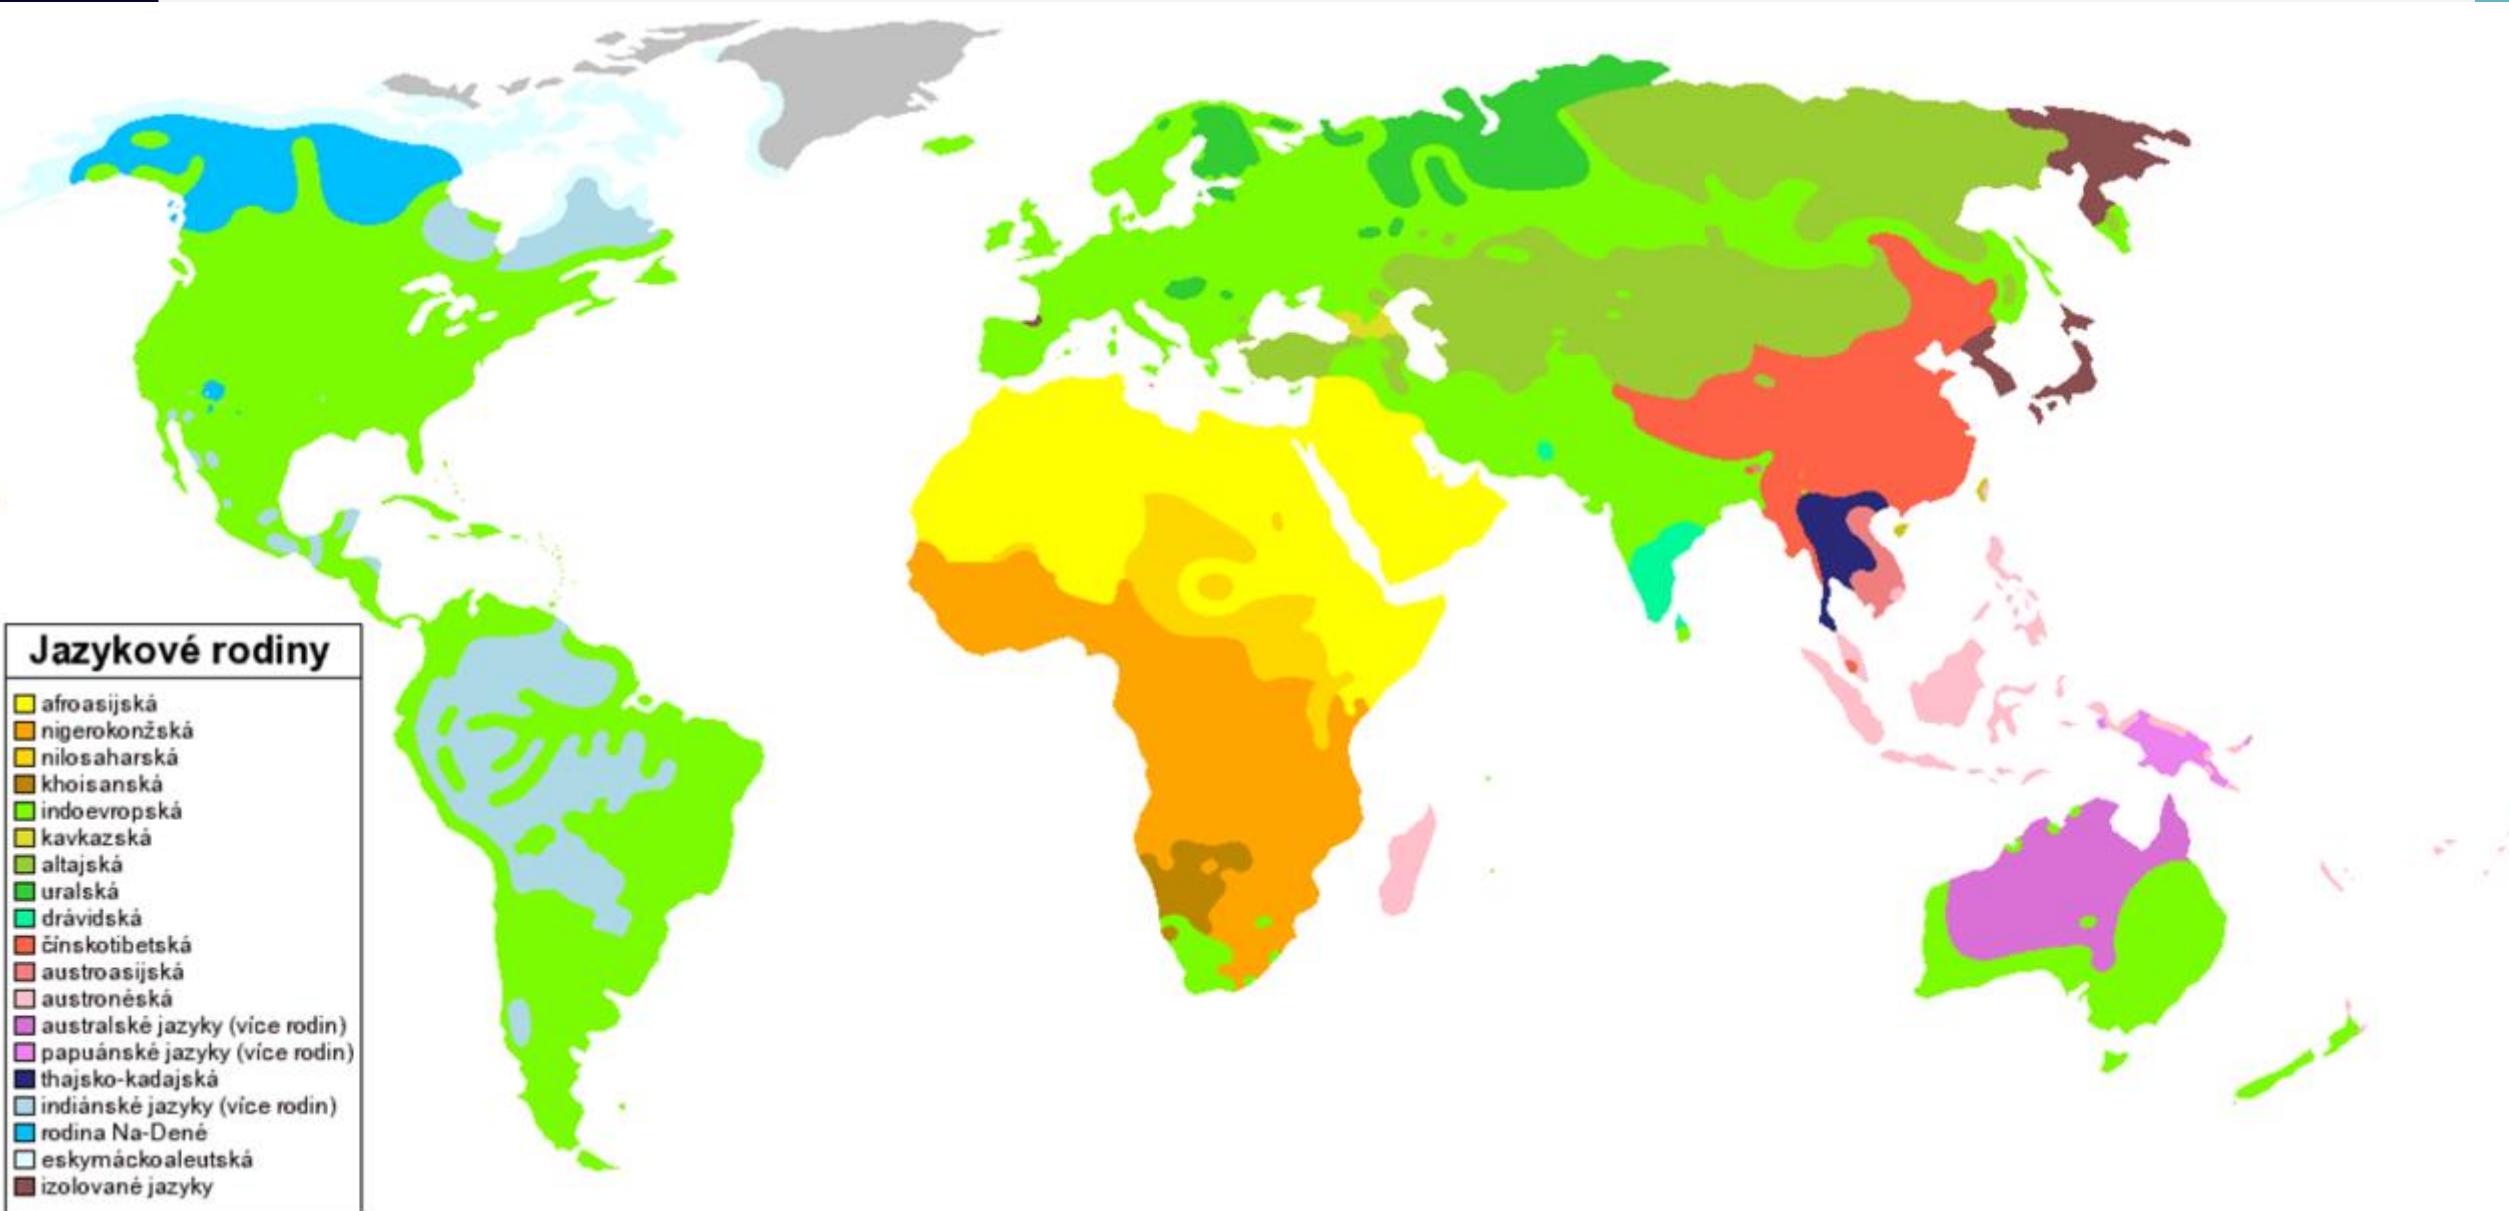 Jazykové rodiny
afroasijská
nigerokonžská
nilosaharská
khoisanská
indoevropská
kavkazská
altajská
uralská
drávidská
čínskotibetská
austroasijská
austronéská
australské jazyky (více rodin)
papuánské jazyky (více rodin)
thajsko-kadajská
indiánské jazyky (více rodin)
rodina Na-Dené
eskymáckoaleutská
izolované jazyky